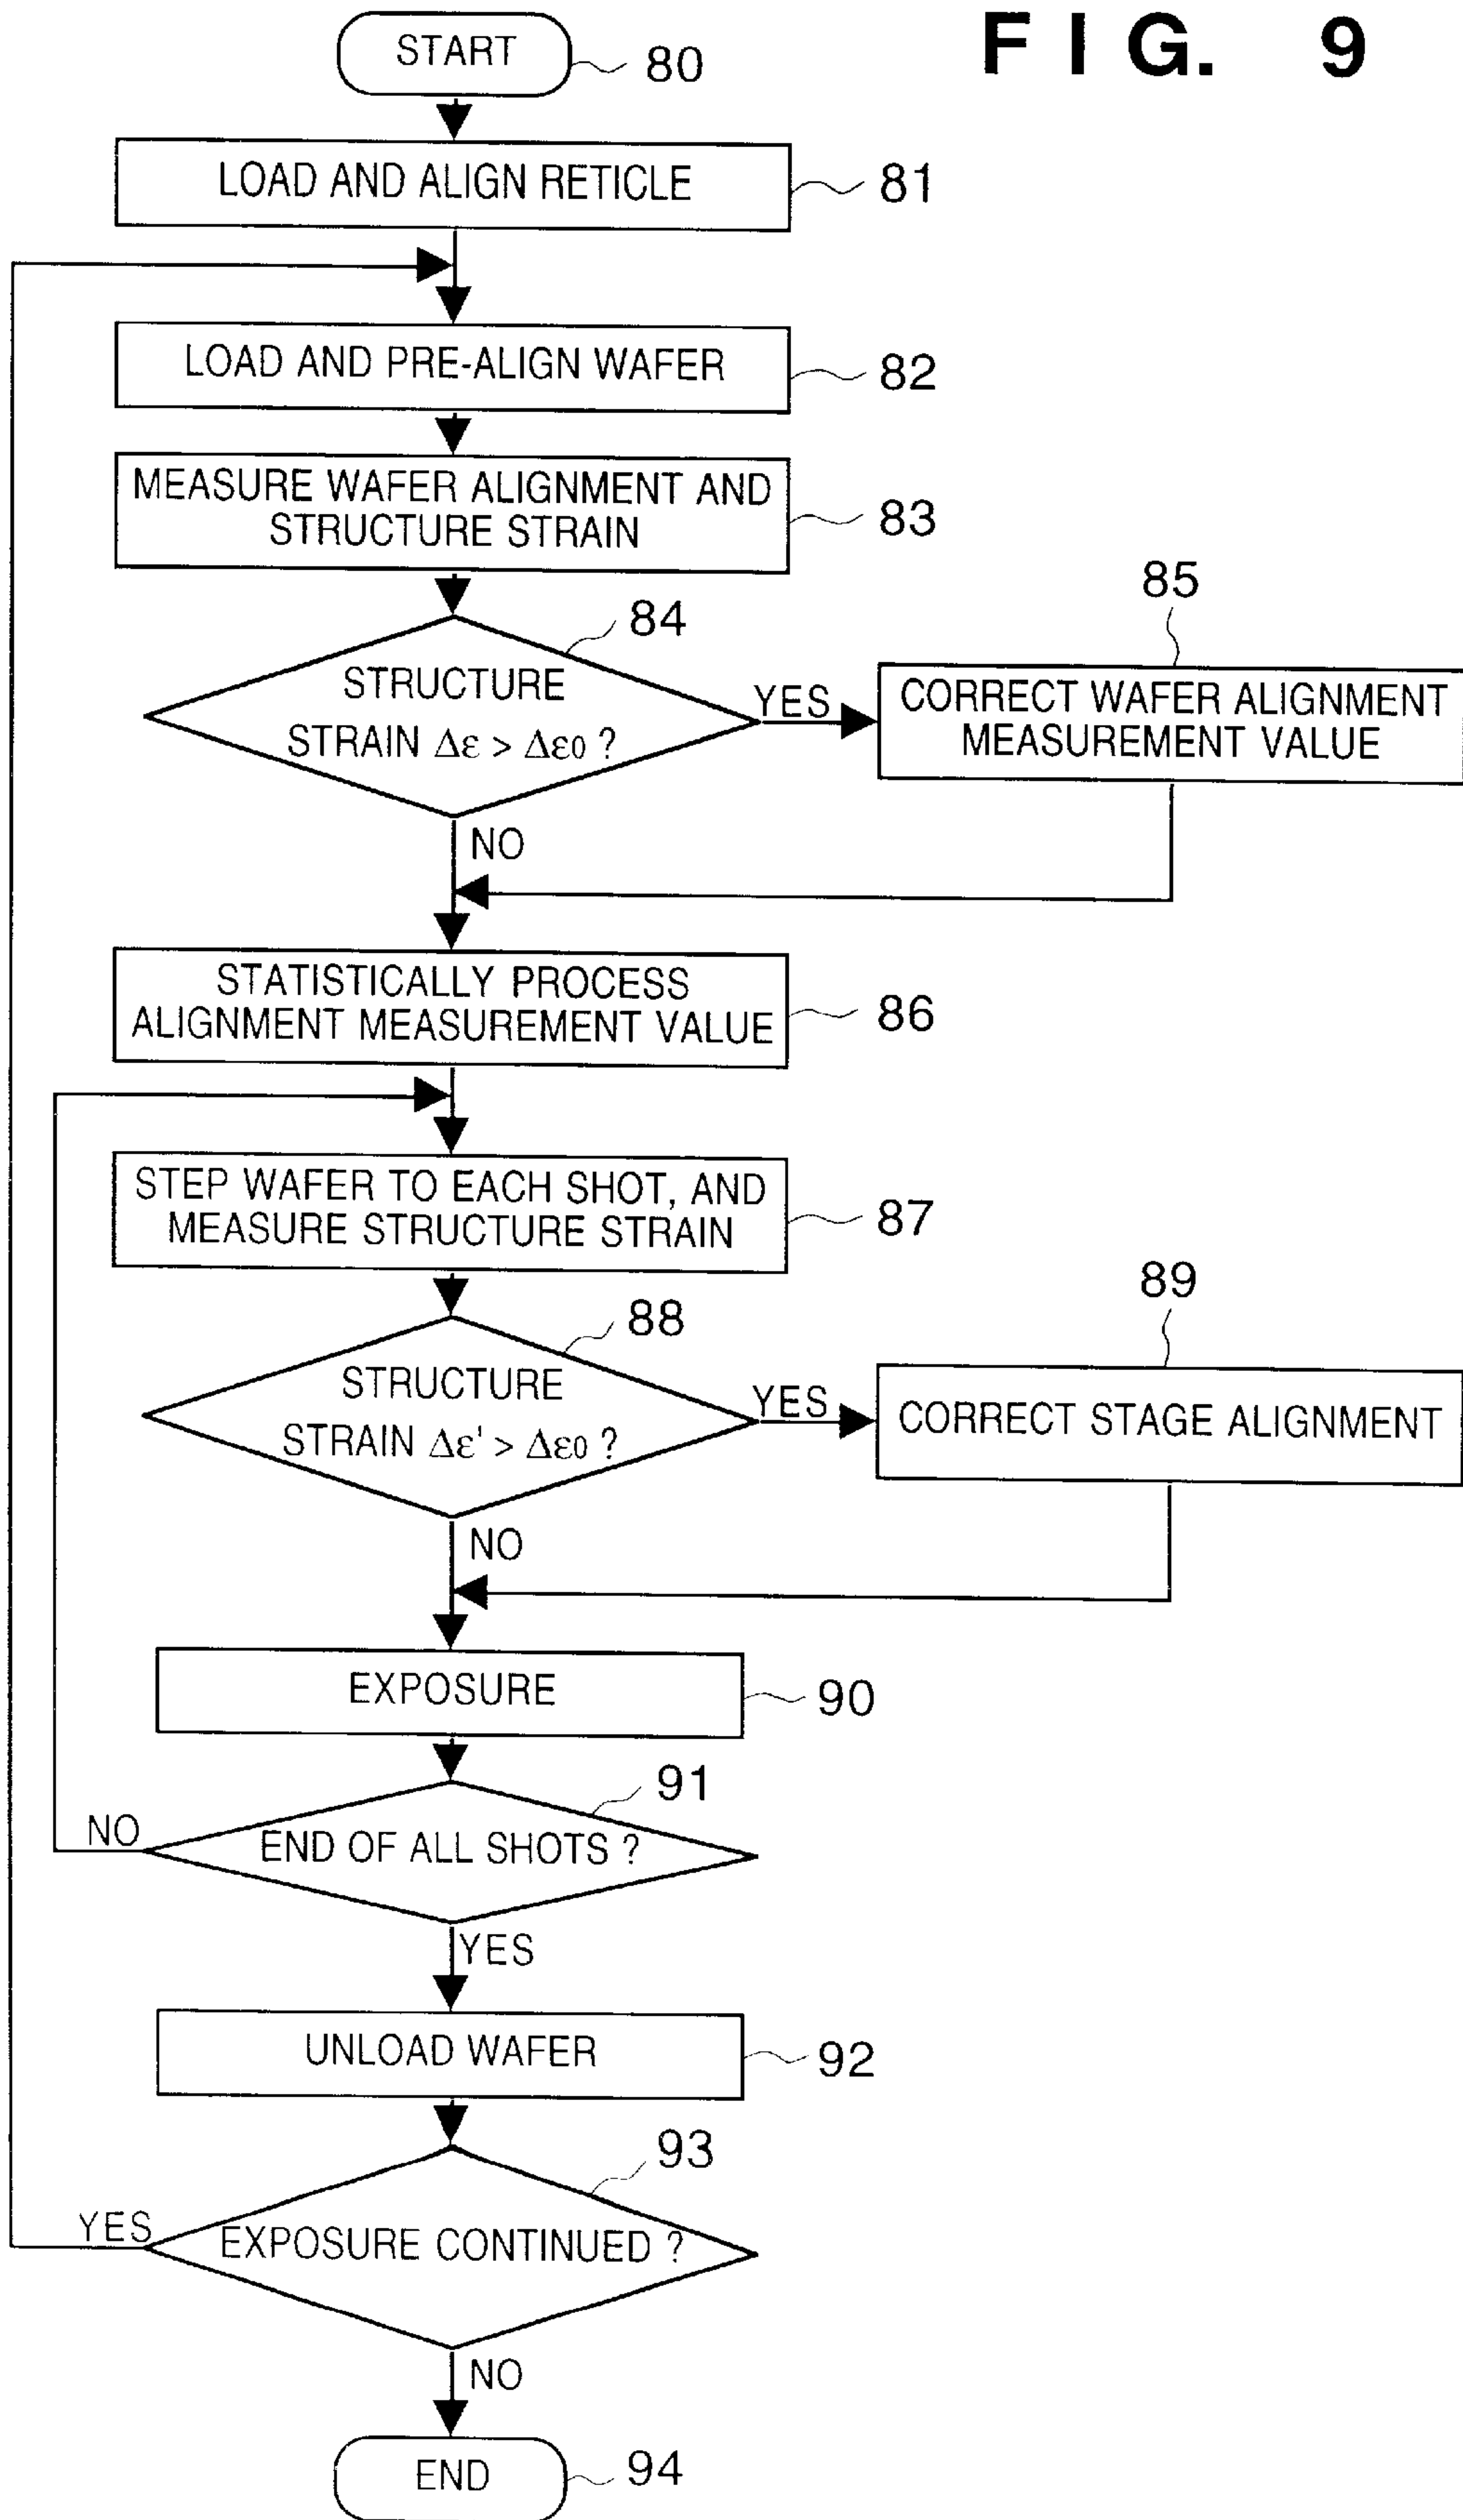 FIG. 9
START
80
LOAD AND ALIGN RETICLE
81
LOAD AND PRE-ALIGN WAFER
82
MEASURE WAFER ALIGNMENT AND
STRUCTURE STRAIN
83
84
STRUCTURE
STRAIN Δε > Δε0 ?
YES
85
CORRECT WAFER ALIGNMENT
MEASUREMENT VALUE
NO
STATISTICALLY PROCESS
ALIGNMENT MEASUREMENT VALUE
86
STEP WAFER TO EACH SHOT, AND
MEASURE STRUCTURE STRAIN
87
88
STRUCTURE
STRAIN Δε' > Δε0 ?
YES
89
CORRECT STAGE ALIGNMENT
NO
EXPOSURE
90
91
END OF ALL SHOTS ?
NO
YES
UNLOAD WAFER
92
93
EXPOSURE CONTINUED ?
YES
NO
END
94